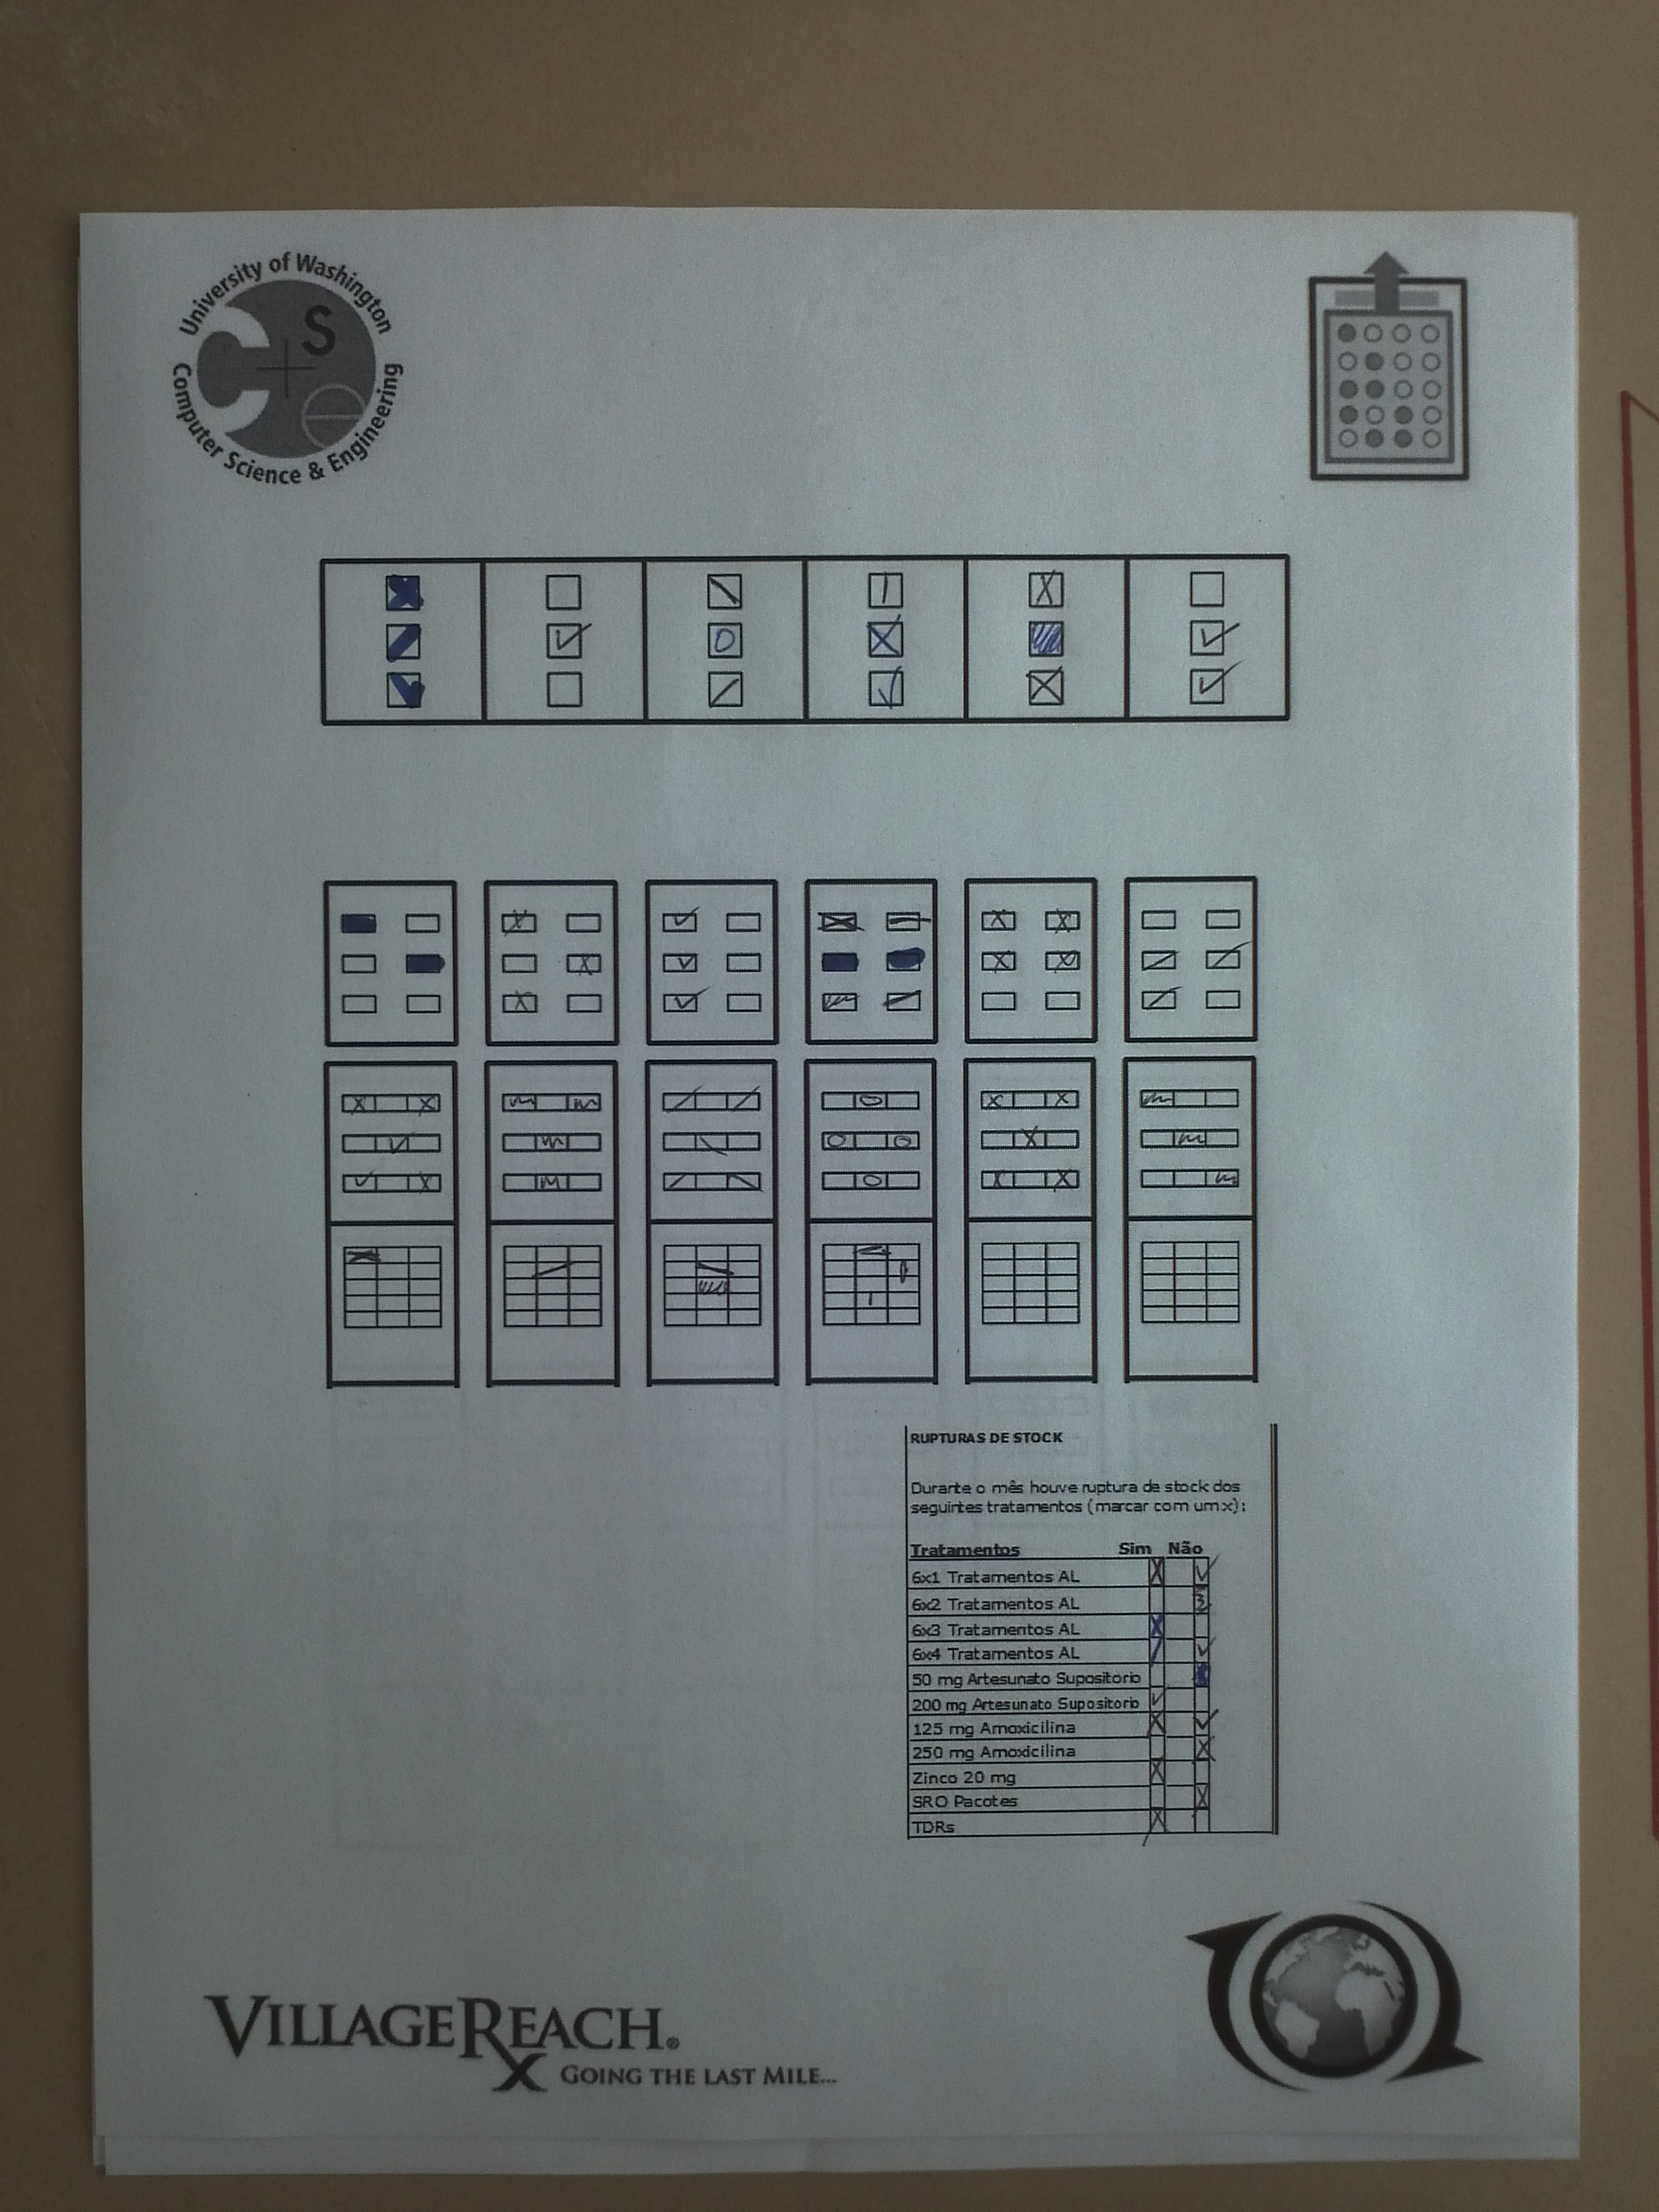 University of Washington
Computer Science & Engineering
C S e
RUPTURAS DE STOCK
Durante o mês houve ruptura de stock dos
seguintes tratamentos (marcar com um x):
Tratamentos Sim Não
6x1 Tratamentos AL
6x2 Tratamentos AL
6x3 Tratamentos AL
6x4 Tratamentos AL
50 mg Artesunato Supositorio
200 mg Artesunato Supositorio
125 mg Amoxicilina
250 mg Amoxicilina
Zinco 20 mg
SRO Pacotes
TDRs
VILLAGEREACH®
GOING THE LAST MILE...